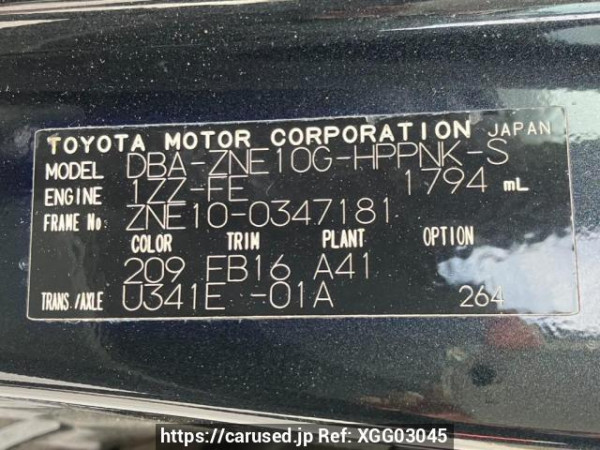 TOYOTA MOTOR CORPORATION JAPAN
MODEL DBA-ZNE10G-HPPNK-S
ENGINE 1ZZ-FE 1794 mL
FRAME No: ZNE10-0347181
COLOR TRIM PLANT OPTION
209 FB16 A41
TRANS./AXLE U341E -01A 264
https://carused.jp Ref: XGG03045